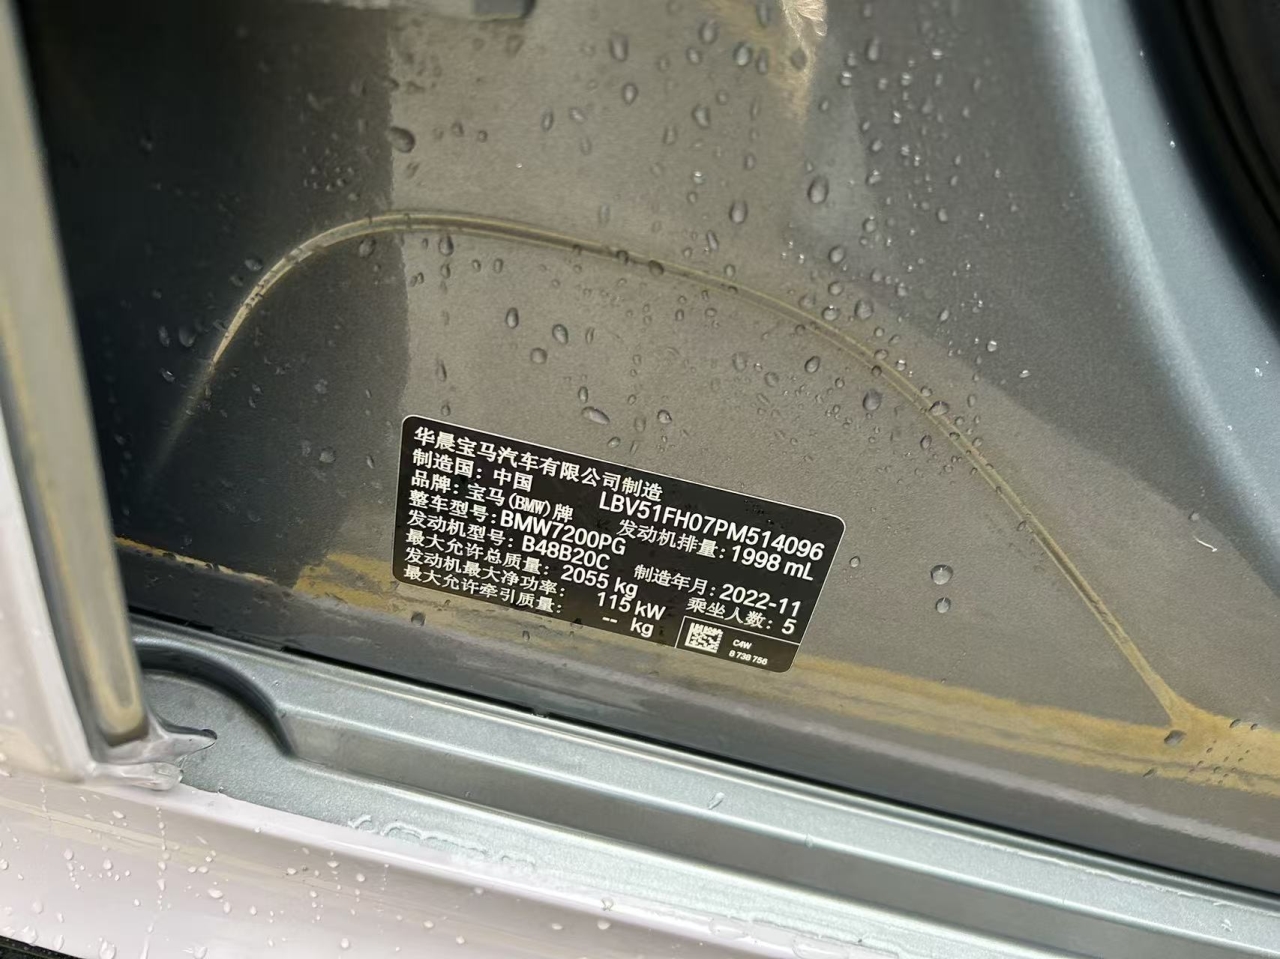 华晨宝马汽车有限公司制造
制造国：中国 LBV51FH07PM514096
品牌：宝马(BMW)牌 发动机排量：1998 mL
整车型号：BMW7200PG
发动机型号：B48B20C 制造年月：2022-11
最大允许总质量：2055 kg 乘坐人数：5
发动机最大净功率：115 kW
最大允许牵引质量：-- kg
C4W
8 738 756